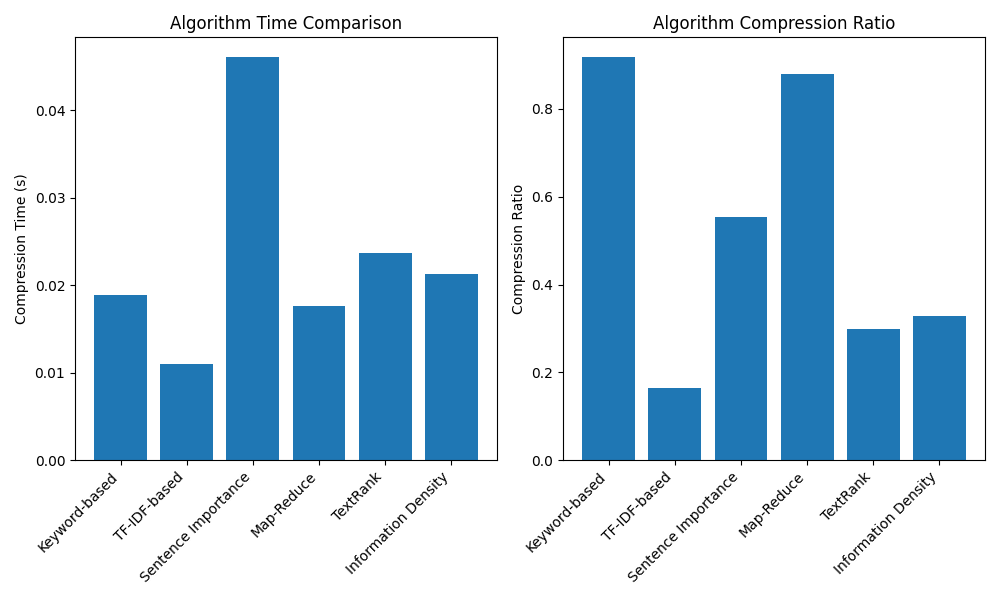 Algorithm Time Comparison
Compression Time (s)
0.04
0.03
0.02
0.01
0.00
Keyword-based
TF-IDF-based
Sentence Importance
Map-Reduce
TextRank
Information Density
Algorithm Compression Ratio
Compression Ratio
0.8
0.6
0.4
0.2
0.0
Keyword-based
TF-IDF-based
Sentence Importance
Map-Reduce
TextRank
Information Density